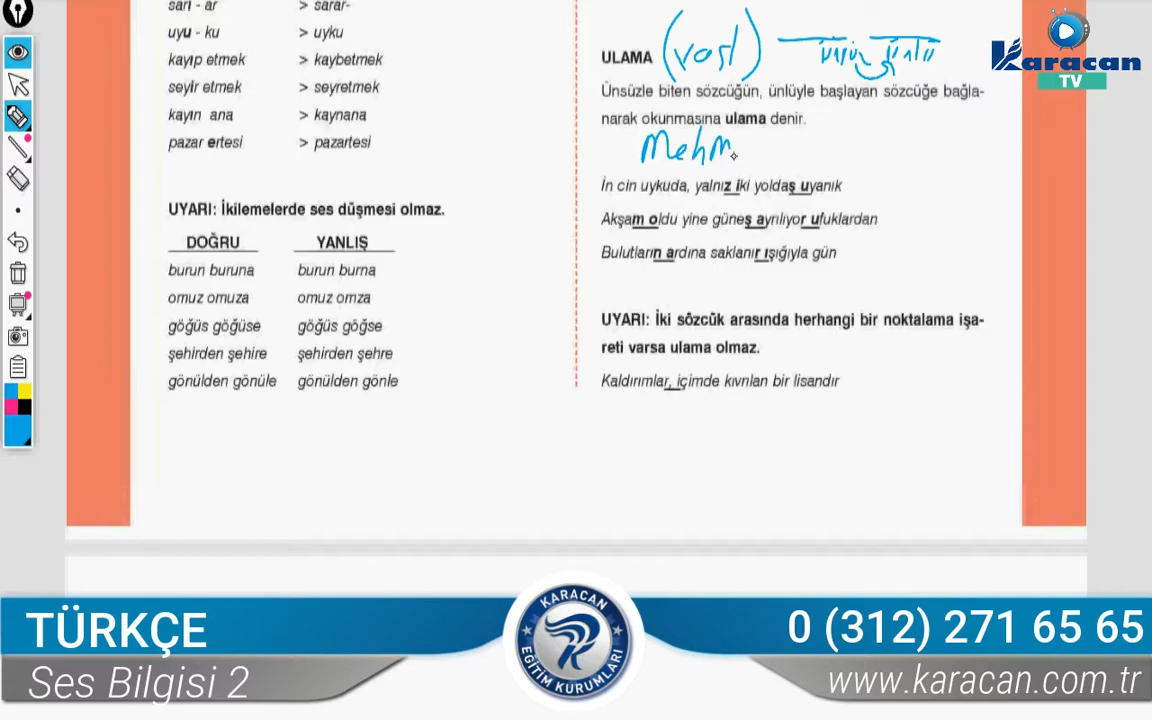 sarı - ar > sarar-
uyu - ku > uyku
kayıp etmek > kaybetmek
seyir etmek > seyretmek
kayın ana > kaynana
pazar ertesi > pazartesi
UYARI: İkilemelerde ses düşmesi olmaz.
DOĞRU YANLIŞ
burun buruna burun burna
omuz omuza omuz omza
göğüs göğüse göğüs göğse
şehirden şehire şehirden şehre
gönülden gönüle gönülden gönle
ULAMA (vasl) ünsüz ünlü
Ünsüzle biten sözcüğün, ünlüyle başlayan sözcüğe bağla-
narak okunmasına ulama denir.
Mehm
İn cin uykuda, yalnız iki yoldaş uyanık
Akşam oldu yine güneş ayrılıyor ufuklardan
Bulutların ardına saklanır ışığıyla gün
UYARI: İki sözcük arasında herhangi bir noktalama işa-
reti varsa ulama olmaz.
Kaldırımlar, içimde kıvrılan bir lisandır
Karacan
TV
TÜRKÇE
Ses Bilgisi 2
KARACAN
EĞİTİM KURUMLARI
0 (312) 271 65 65
www.karacan.com.tr